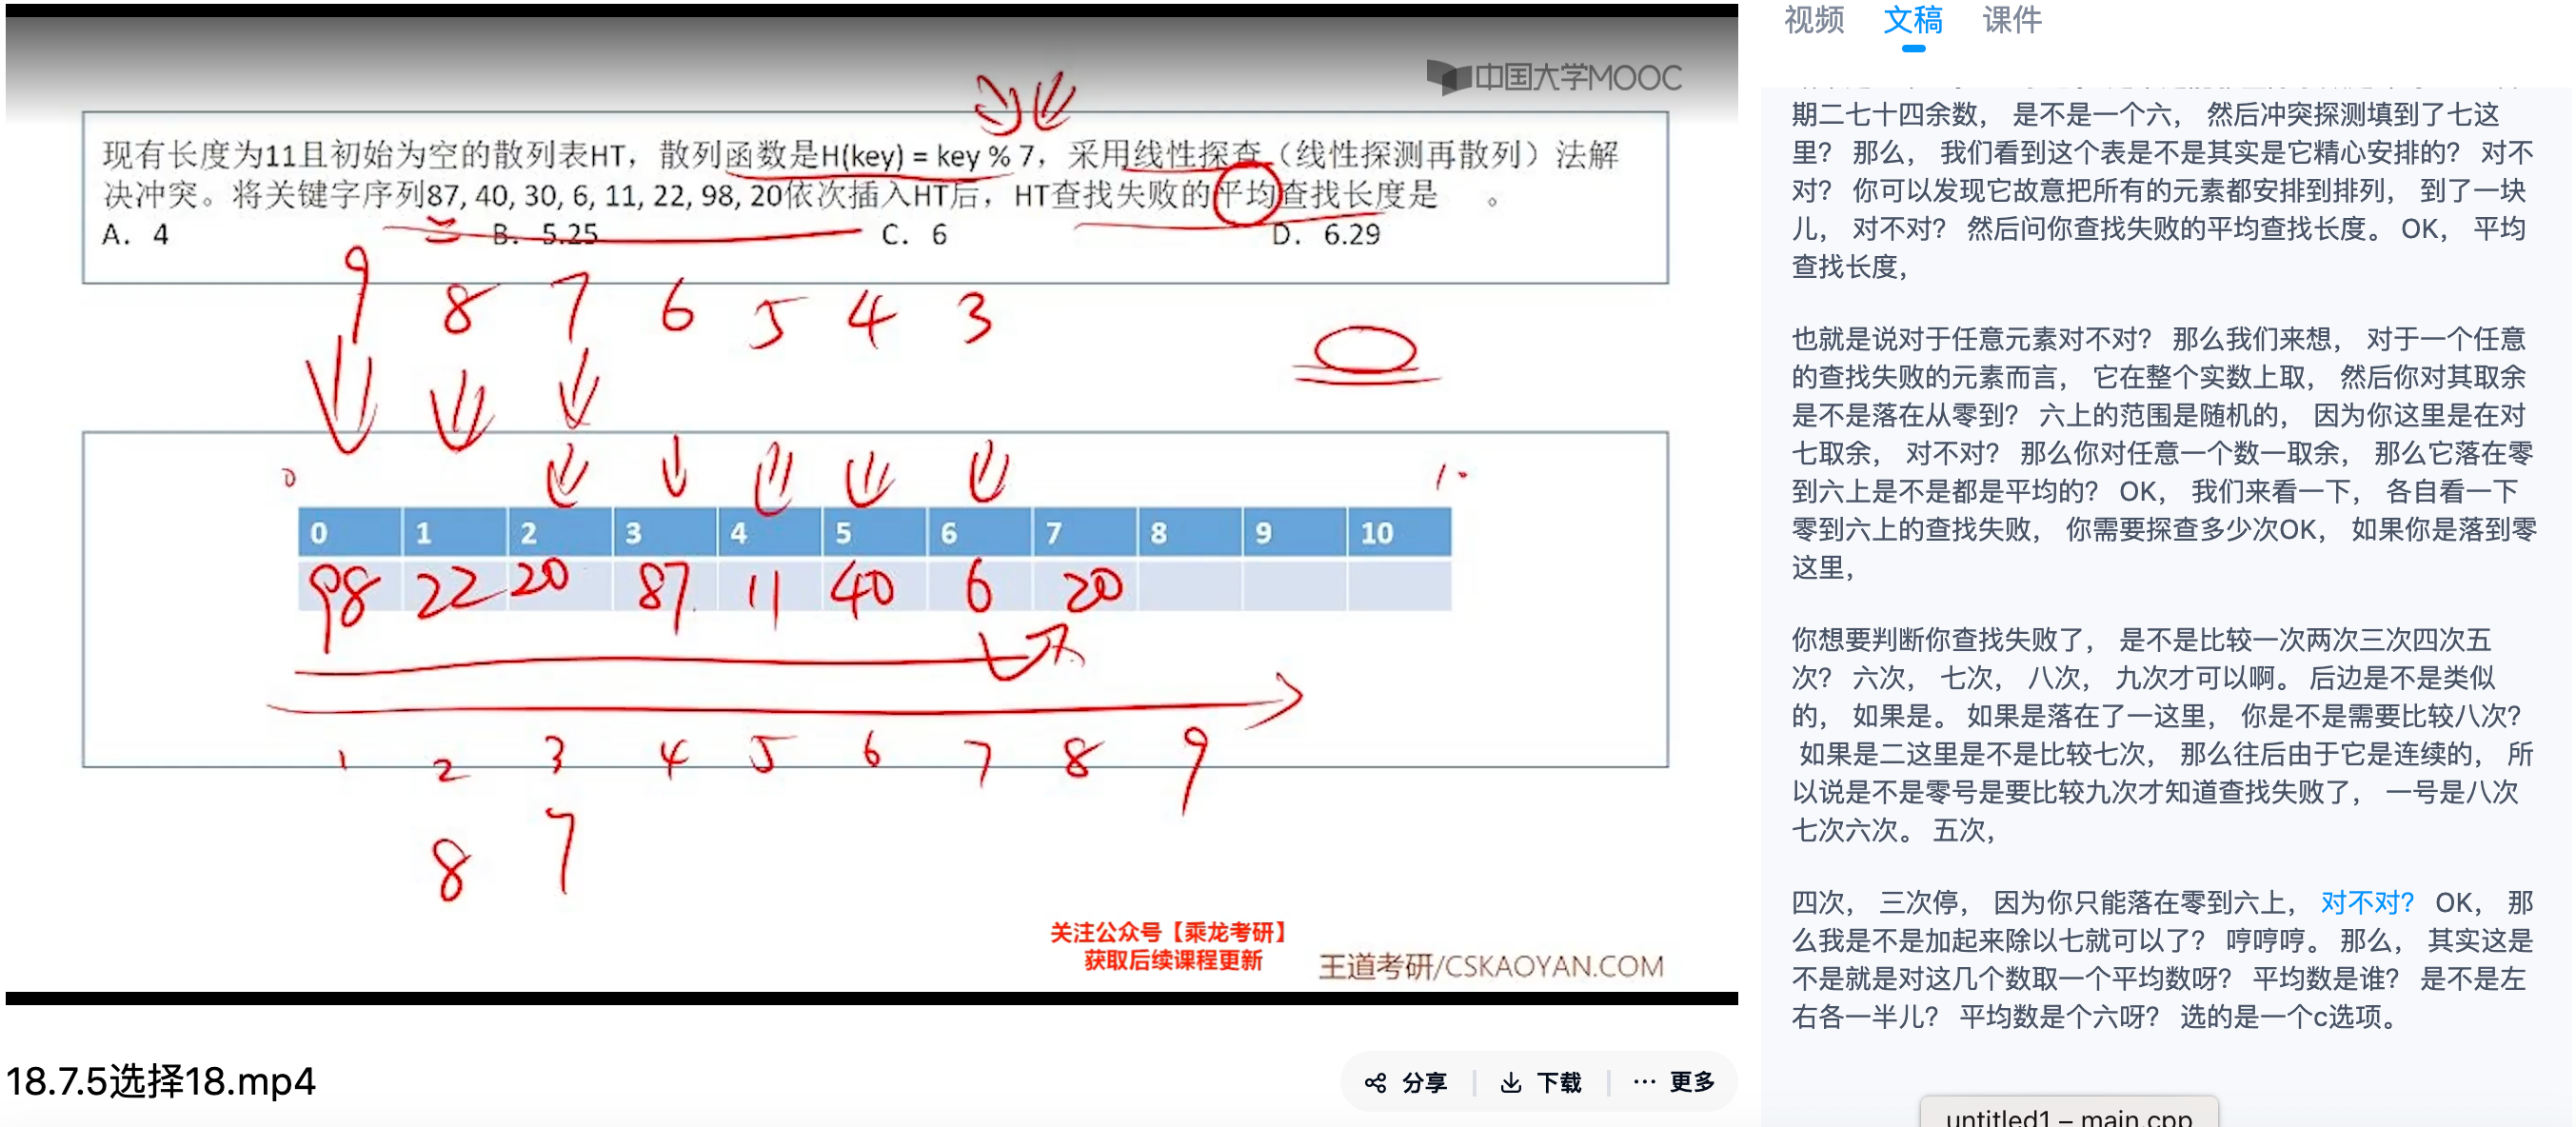 中国大学MOOC
现有长度为11且初始为空的散列表HT，散列函数是H(key) = key % 7，采用线性探查（线性探测再散列）法解
决冲突。将关键字序列87, 40, 30, 6, 11, 22, 98, 20依次插入HT后，HT查找失败的平均查找长度是 。
A. 4 B. 5.25 C. 6 D. 6.29
9 8 7 6 5 4 3
0 1
0 1 2 3 4 5 6 7 8 9 10
98 22 20 87 11 40 6 20
1 2 3 4 5 6 7 8 9
8 7
关注公众号【乘龙考研】
获取后续课程更新
王道考研/CSKAOYAN.COM
18.7.5选择18.mp4
分享 下载 更多
视频 文稿 课件
期二七十四余数， 是不是一个六， 然后冲突探测填到了七这
里？ 那么， 我们看到这个表是不是其实是它精心安排的？ 对不
对？ 你可以发现它故意把所有的元素都安排到排列， 到了一块
儿， 对不对？ 然后问你查找失败的平均查找长度。 OK， 平均
查找长度，
也就是说对于任意元素对不对？ 那么我们来想， 对于一个任意
的查找失败的元素而言， 它在整个实数上取， 然后你对其取余
是不是落在从零到？ 六上的范围是随机的， 因为你这里是在对
七取余， 对不对？ 那么你对任意一个数一取余， 那么它落在零
到六上是不是都是平均的？ OK， 我们来看一下， 各自看一下
零到六上的查找失败， 你需要探查多少次OK， 如果你是落到零
这里，
你想要判断你查找失败了， 是不是比较一次两次三次四次五
次？ 六次， 七次， 八次， 九次才可以啊。 后边是不是类似
的， 如果是。 如果是落在了一这里， 你是不是需要比较八次？
如果是二这里是不是比较七次， 那么往后由于它是连续的， 所
以说是不是零号是要比较九次才知道查找失败了， 一号是八次
七次六次。 五次，
四次， 三次停， 因为你只能落在零到六上， 对不对？ OK， 那
么我是不是加起来除以七就可以了？ 哼哼哼。 那么， 其实这是
不是就是对这几个数取一个平均数呀？ 平均数是谁？ 是不是左
右各一半儿？ 平均数是个六呀？ 选的是一个c选项。
untitled1 – main.cpp